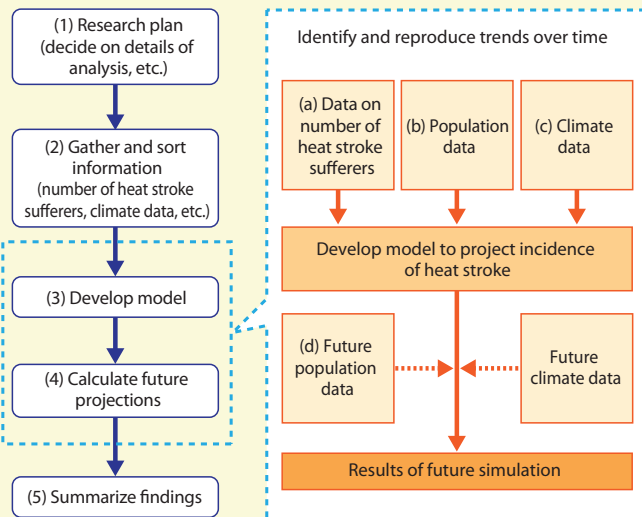 (1) Research plan
(decide on details of
analysis, etc.)
(2) Gather and sort
information
(number of heat stroke
sufferers, climate data, etc.)
(3) Develop model
(4) Calculate future
projections
(5) Summarize findings
Identify and reproduce trends over time
(a) Data on
number of
heat stroke
sufferers
(b) Population
data
(c) Climate
data
Develop model to project incidence
of heat stroke
(d) Future
population
data
Future
climate data
Results of future simulation